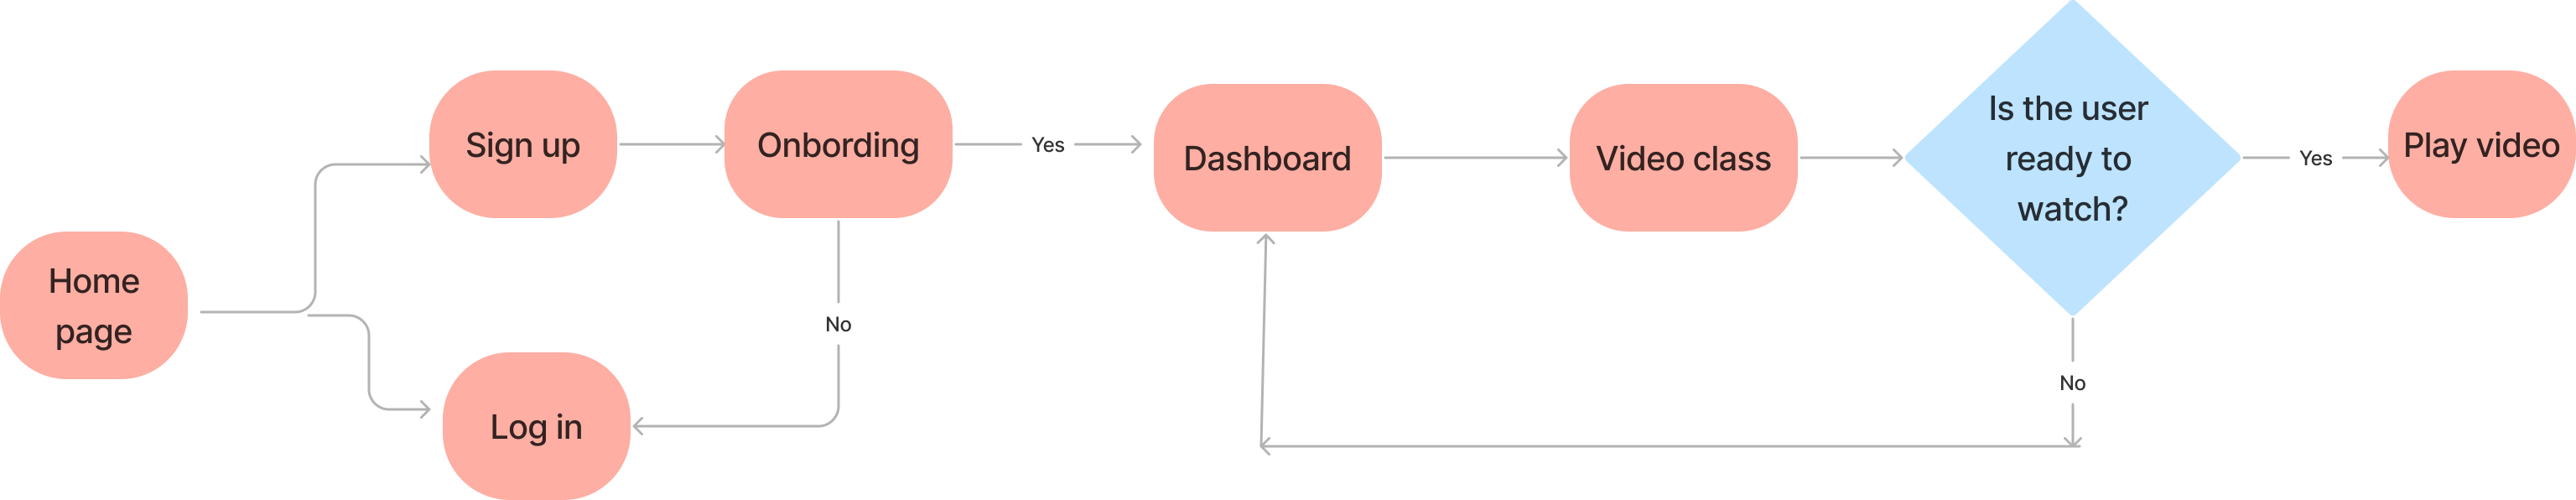 Home
page
Sign up
Log in
Onbording
Yes
No
Dashboard
Video class
Is the user
ready to
watch?
Yes
No
Play video